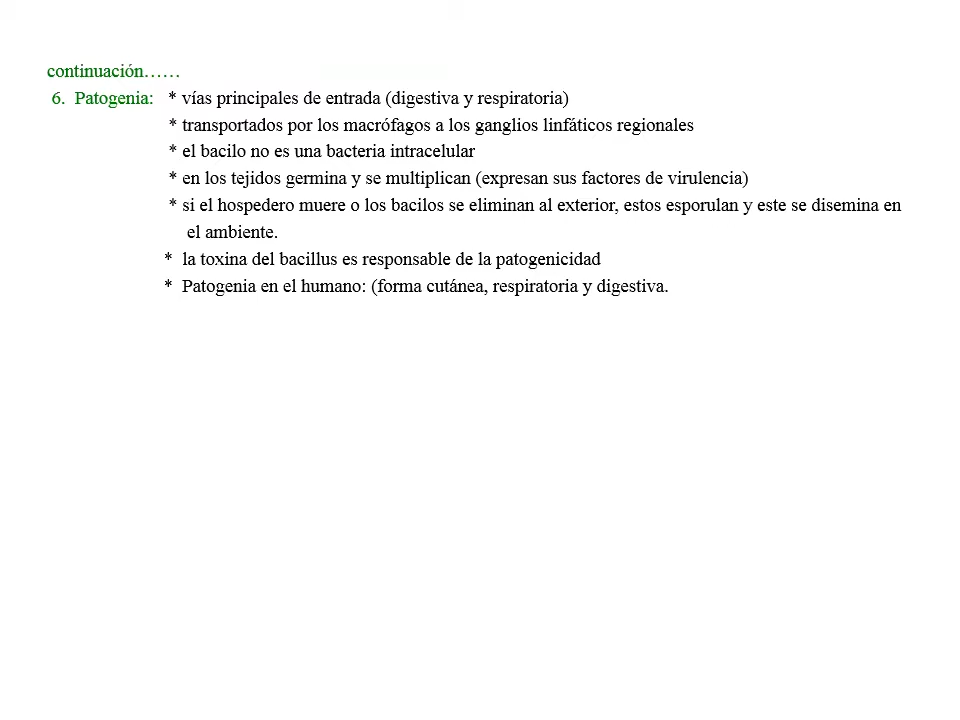 continuación……
6. Patogenia: * vías principales de entrada (digestiva y respiratoria)
* transportados por los macrófagos a los ganglios linfáticos regionales
* el bacilo no es una bacteria intracelular
* en los tejidos germina y se multiplican (expresan sus factores de virulencia)
* si el hospedero muere o los bacilos se eliminan al exterior, estos esporulan y este se disemina en
el ambiente.
* la toxina del bacillus es responsable de la patogenicidad
* Patogenia en el humano: (forma cutánea, respiratoria y digestiva.